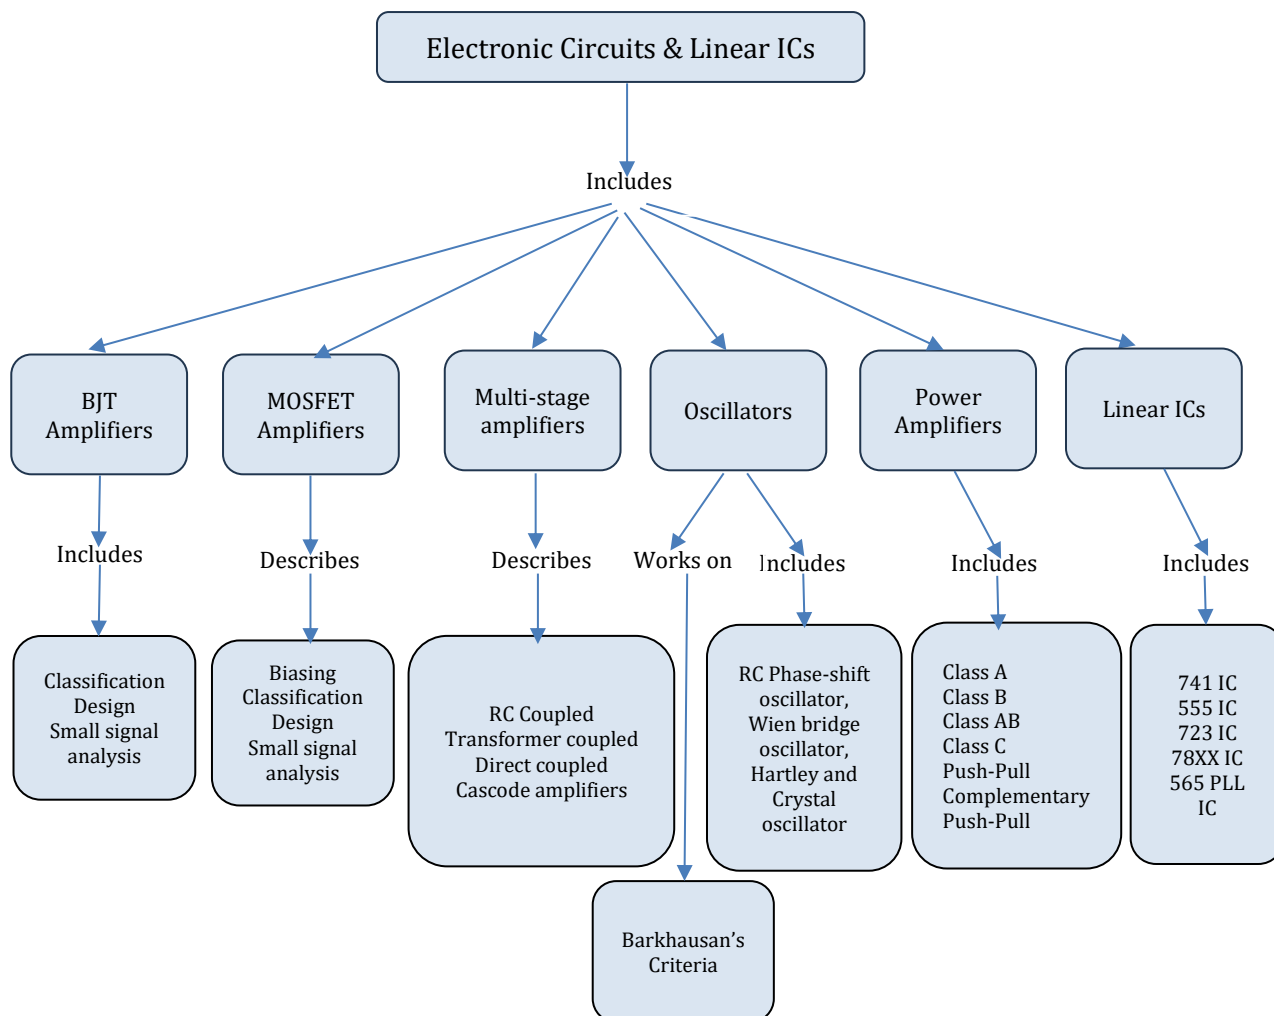 Electronic Circuits & Linear ICs
Includes
BJT
Amplifiers
MOSFET
Amplifiers
Multi-stage
amplifiers
Oscillators
Power
Amplifiers
Linear ICs
Includes
Describes
Describes
Works on
Includes
Includes
Includes
Classification
Design
Small signal
analysis
Biasing
Classification
Design
Small signal
analysis
RC Coupled
Transformer coupled
Direct coupled
Cascode amplifiers
RC Phase-shift
oscillator,
Wien bridge
oscillator,
Hartley and
Crystal
oscillator
Class A
Class B
Class AB
Class C
Push-Pull
Complementary
Push-Pull
741 IC
555 IC
723 IC
78XX IC
565 PLL
IC
Barkhausan’s
Criteria